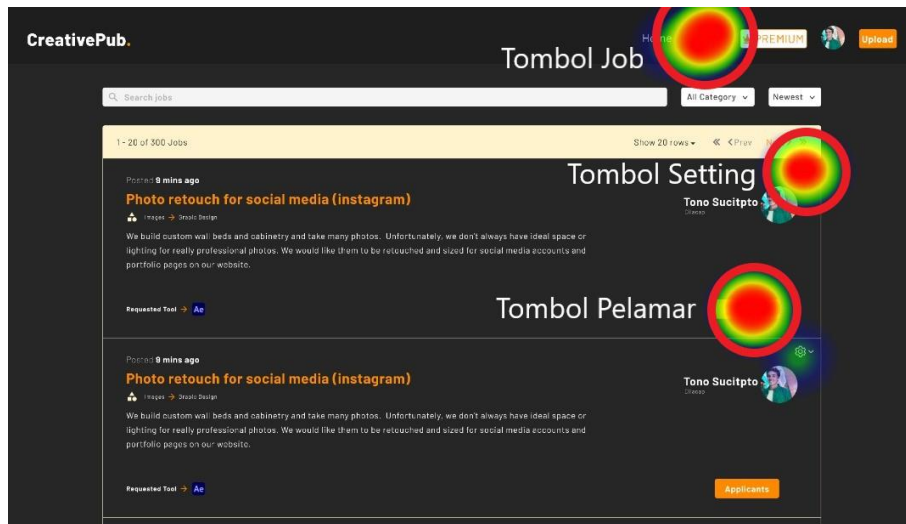 CreativePub.
Home
PREMIUM
Upload
Tombol Job
Search jobs
All Category
Newest
1 - 20 of 300 Jobs
Show 20 rows
Prev
Tombol Setting
Posted 9 mins ago
Photo retouch for social media (instagram)
Tono Sucitpto
Cilacap
Images → Graphic Design
We build custom wall beds and cabinetry and take many photos. Unfortunately, we don't always have ideal space or
lighting for really professional photos. We would like them to be retouched and sized for social media accounts and
portfolio pages on our website.
Requested Tool → Ae
Tombol Pelamar
Posted 9 mins ago
Photo retouch for social media (instagram)
Tono Sucitpto
Cilacap
Images → Graphic Design
We build custom wall beds and cabinetry and take many photos. Unfortunately, we don't always have ideal space or
lighting for really professional photos. We would like them to be retouched and sized for social media accounts and
portfolio pages on our website.
Requested Tool → Ae
Applicants